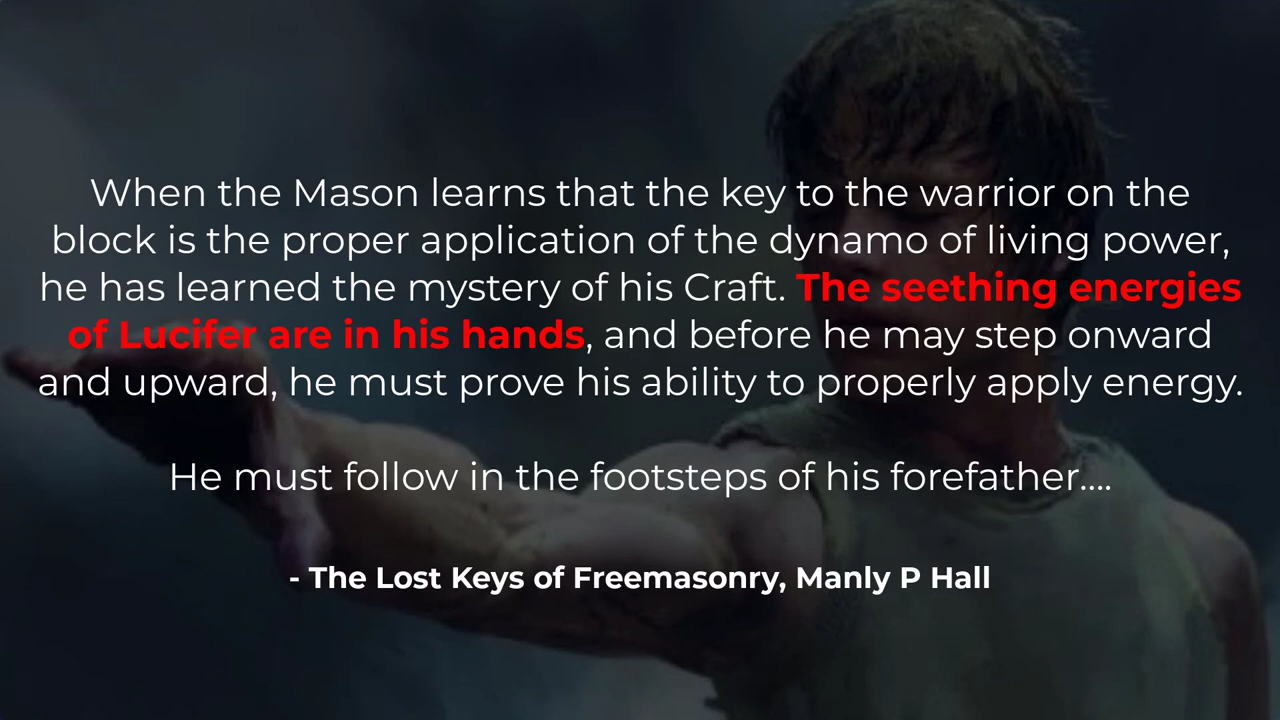 When the Mason learns that the key to the warrior on the
block is the proper application of the dynamo of living power,
he has learned the mystery of his Craft. The seething energies
of Lucifer are in his hands, and before he may step onward
and upward, he must prove his ability to properly apply energy.
He must follow in the footsteps of his forefather....
- The Lost Keys of Freemasonry, Manly P Hall